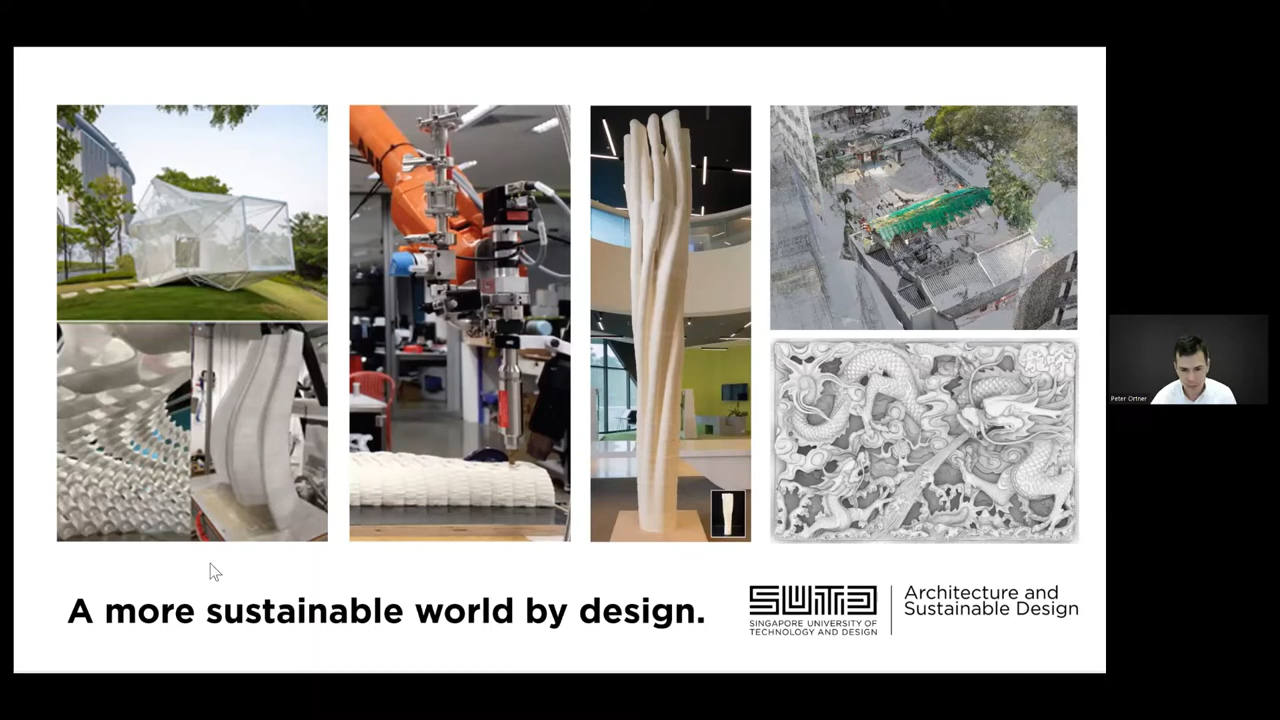 A more sustainable world by design.
SUTD
SINGAPORE UNIVERSITY OF
TECHNOLOGY AND DESIGN
Architecture and
Sustainable Design
Peter Ortner